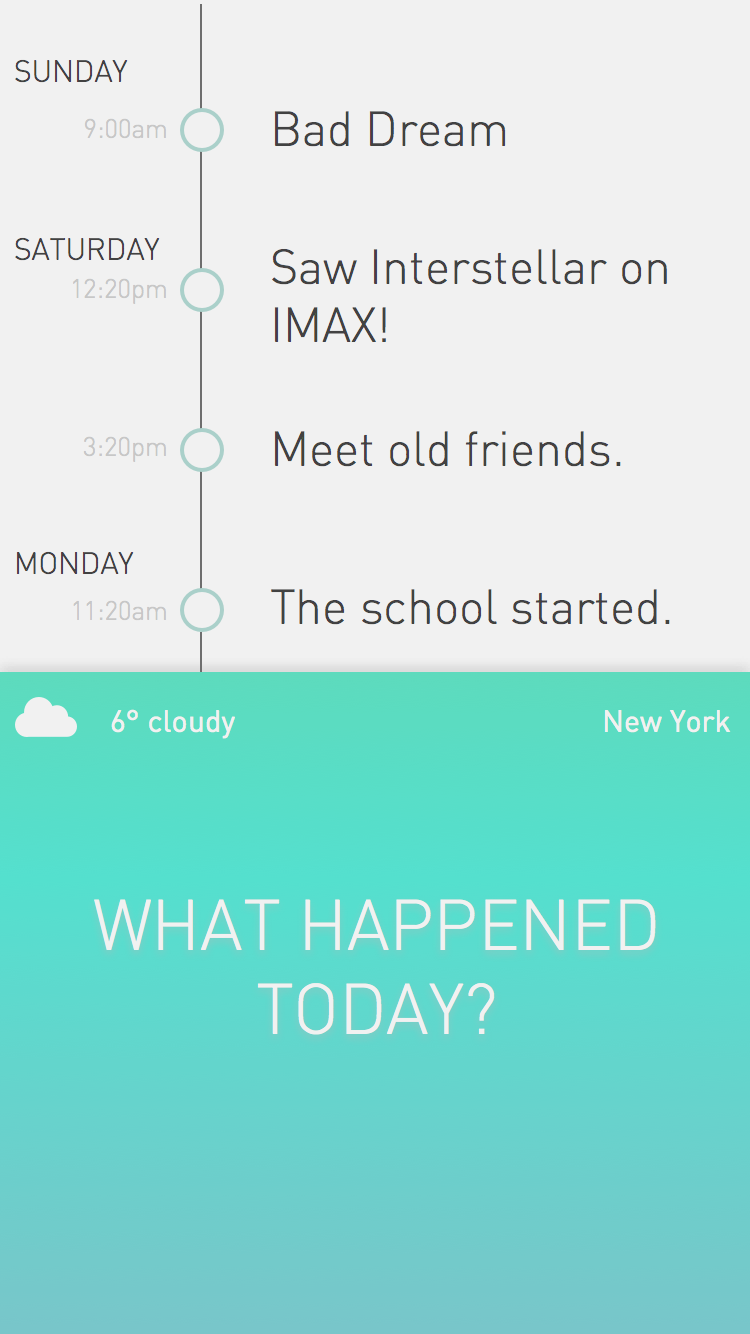 SUNDAY
9:00am Bad Dream
SATURDAY
12:20pm Saw Interstellar on
IMAX!
3:20pm Meet old friends.
MONDAY
11:20am The school started.
6° cloudy New York
WHAT HAPPENED
TODAY?